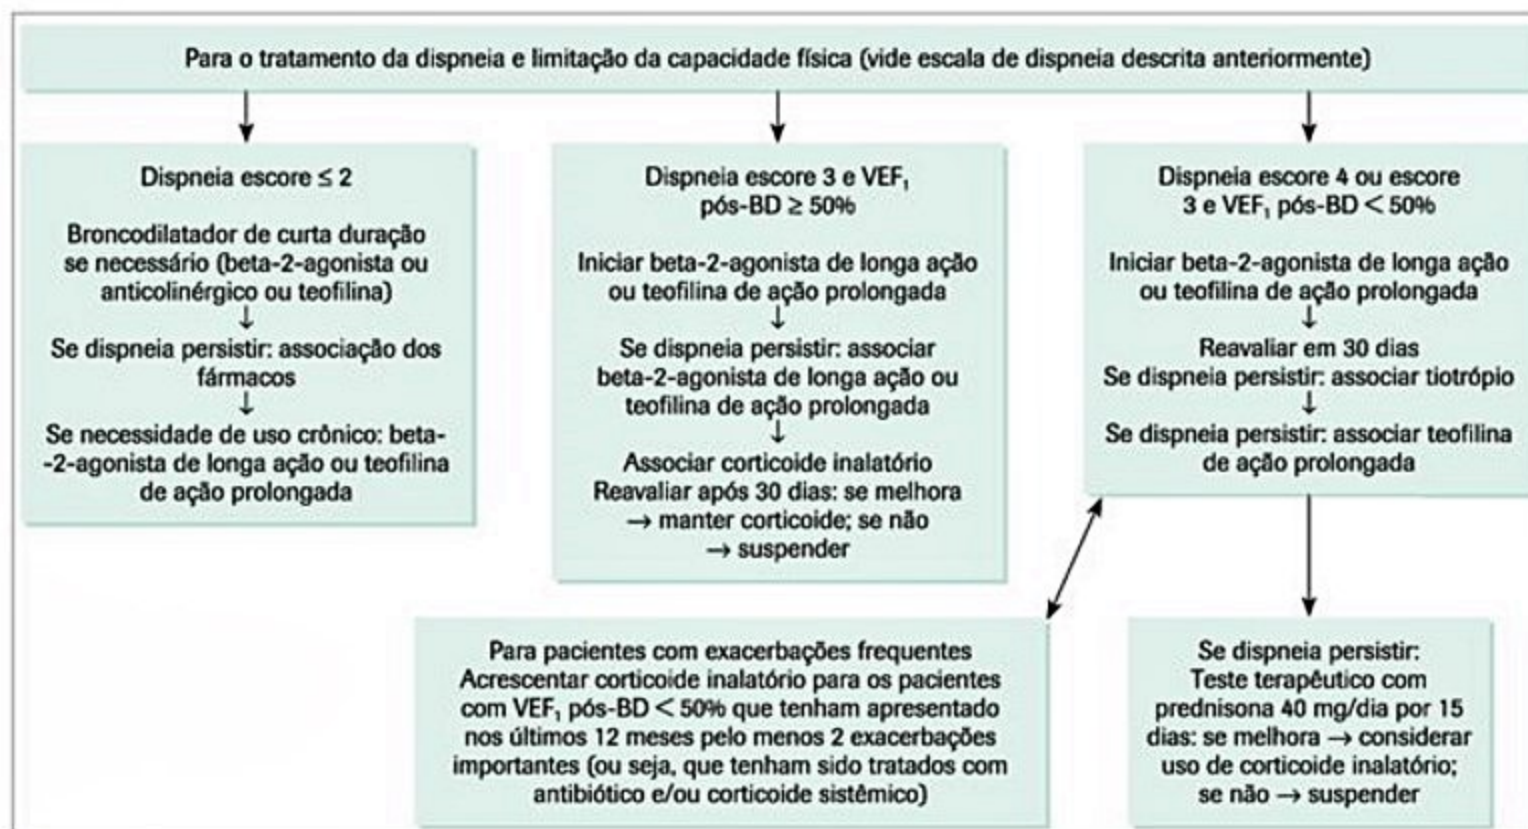 Para o tratamento da dispneia e limitação da capacidade física (vide escala de dispneia descrita anteriormente)
Dispneia escore ≤ 2
Broncodilatador de curta duração
se necessário (beta-2-agonista ou
anticolinérgico ou teofilina)
↓
Se dispneia persistir: associação dos
fármacos
↓
Se necessidade de uso crônico: beta-
-2-agonista de longa ação ou teofilina
de ação prolongada
Dispneia escore 3 e VEF₁
pós-BD ≥ 50%
Iniciar beta-2-agonista de longa ação
ou teofilina de ação prolongada
↓
Se dispneia persistir: associar
beta-2-agonista de longa ação ou
teofilina de ação prolongada
↓
Associar corticoide inalatório
Reavaliar após 30 dias: se melhora
→ manter corticoide; se não
→ suspender
Dispneia escore 4 ou escore
3 e VEF₁ pós-BD < 50%
Iniciar beta-2-agonista de longa ação
ou teofilina de ação prolongada
↓
Reavaliar em 30 dias
Se dispneia persistir: associar tiotrópio
↓
Se dispneia persistir: associar teofilina
de ação prolongada
Para pacientes com exacerbações frequentes
Acrescentar corticoide inalatório para os pacientes
com VEF₁ pós-BD < 50% que tenham apresentado
nos últimos 12 meses pelo menos 2 exacerbações
importantes (ou seja, que tenham sido tratados com
antibiótico e/ou corticoide sistêmico)
Se dispneia persistir:
Teste terapêutico com
prednisona 40 mg/dia por 15
dias: se melhora → considerar
uso de corticoide inalatório;
se não → suspender